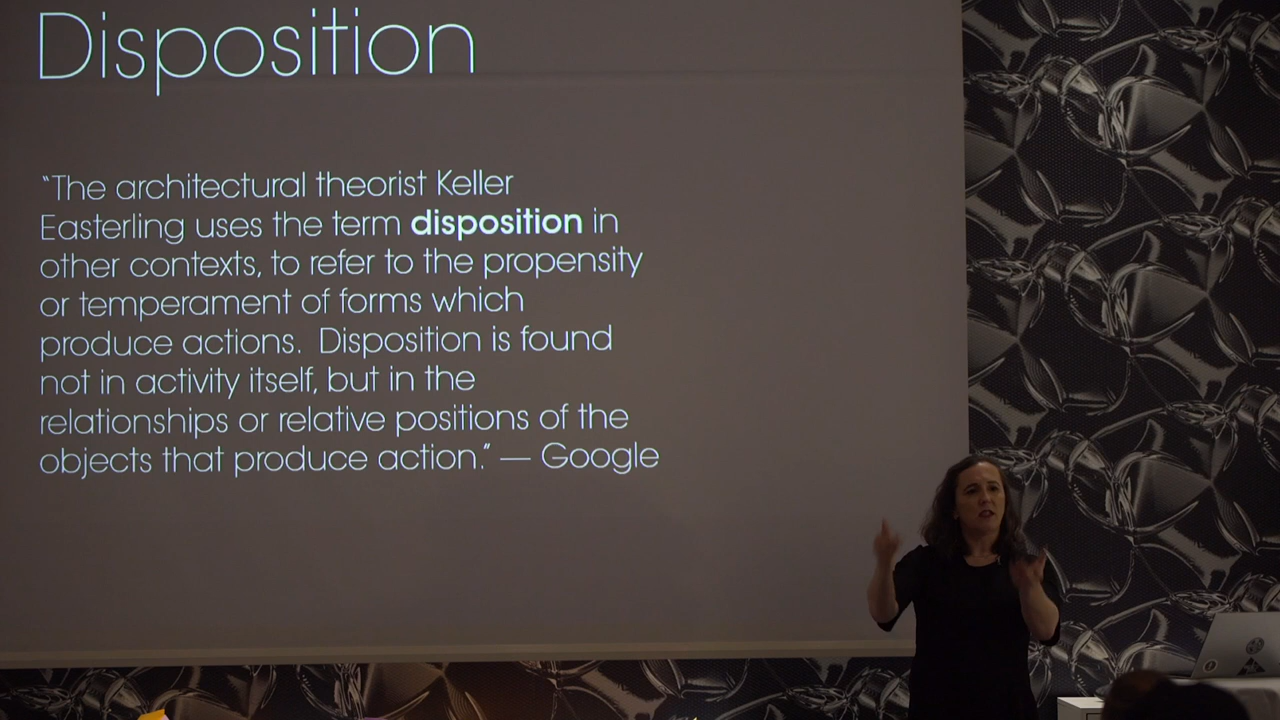 Disposition
“The architectural theorist Keller
Easterling uses the term disposition in
other contexts, to refer to the propensity
or temperament of forms which
produce actions.  Disposition is found
not in activity itself, but in the
relationships or relative positions of the
objects that produce action.” — Google